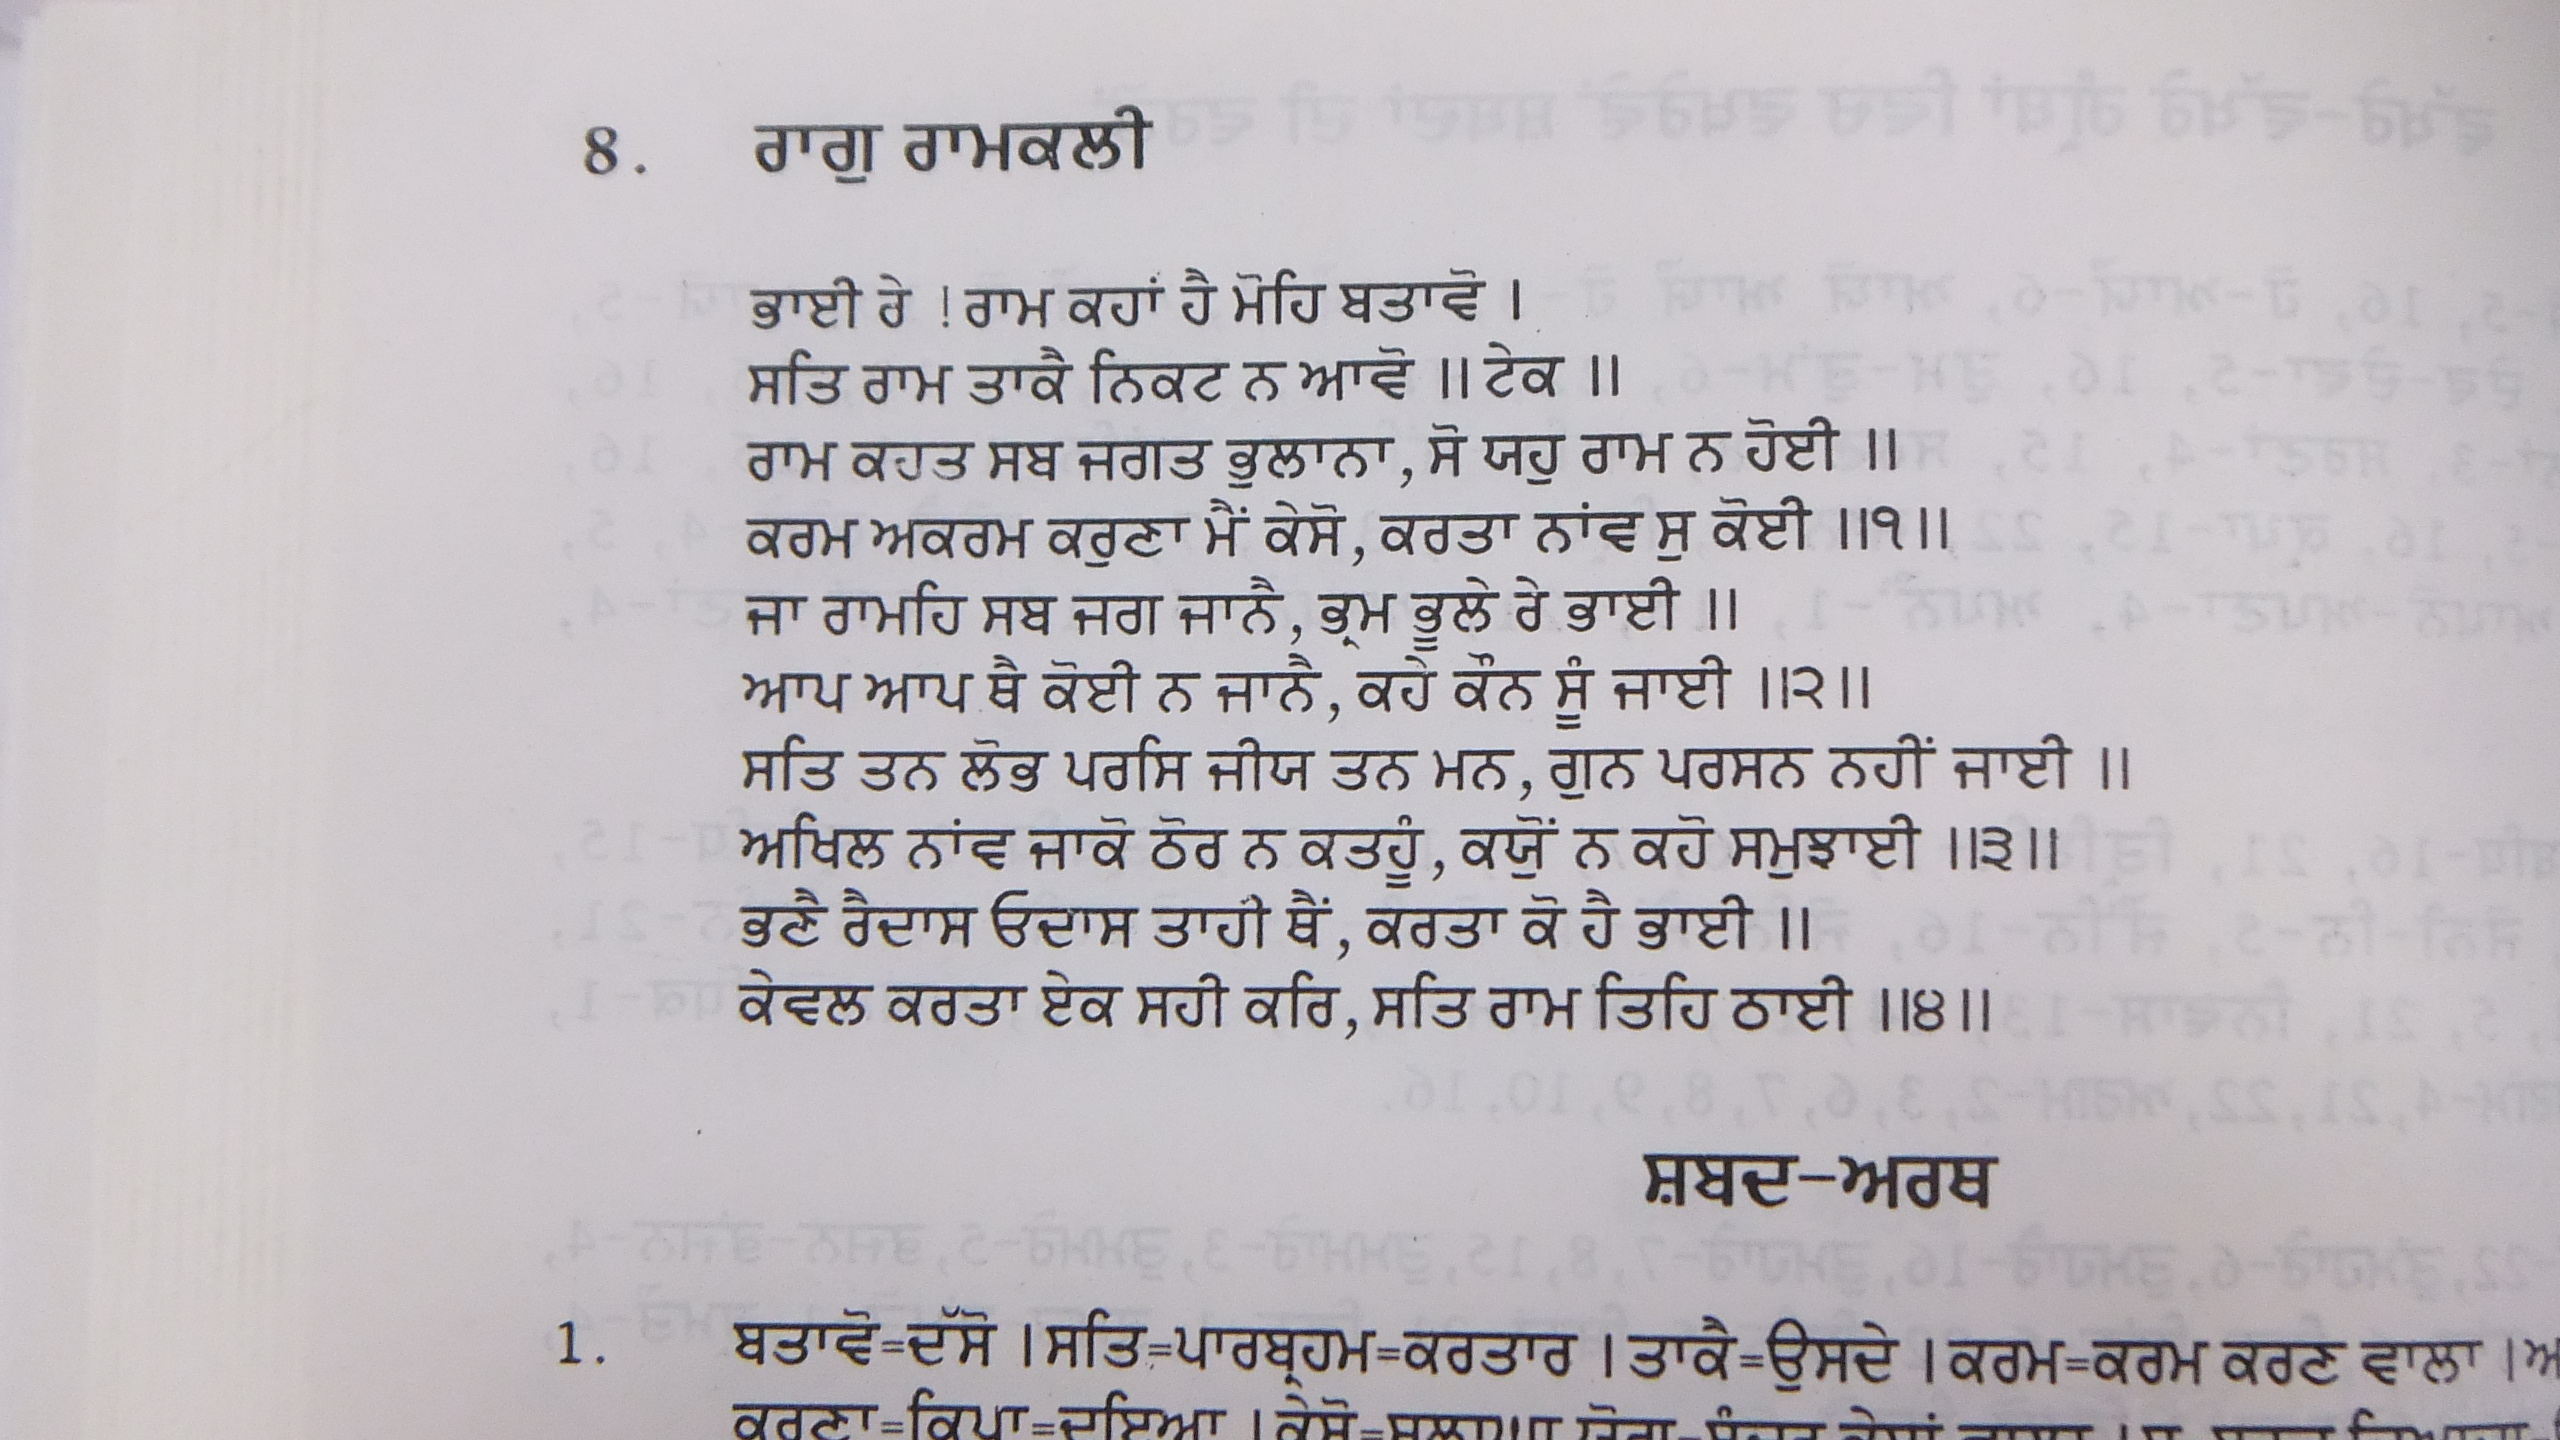 8. ਰਾਗੁ ਰਾਮਕਲੀ
ਭਾਈ ਰੇ ! ਰਾਮ ਕਹਾਂ ਹੈ ਮੋਹਿ ਬਤਾਵੋ ।
ਸਤਿ ਰਾਮ ਤਾਕੈ ਨਿਕਟ ਨ ਆਵੋ ॥ ਟੇਕ ॥
ਰਾਮ ਕਹਤ ਸਬ ਜਗਤ ਭੁਲਾਨਾ, ਸੋ ਯਹੁ ਰਾਮ ਨ ਹੋਈ ॥
ਕਰਮ ਅਕਰਮ ਕਰੁਣਾ ਮੈਂ ਕੇਸੋ, ਕਰਤਾ ਨਾਂਵ ਸੁ ਕੋਈ ॥੧॥
ਜਾ ਰਾਮਹਿ ਸਬ ਜਗ ਜਾਨੈ, ਭ੍ਰਮ ਭੂਲੇ ਰੇ ਭਾਈ ॥
ਆਪ ਆਪ ਥੈ ਕੋਈ ਨ ਜਾਨੈ, ਕਹੇ ਕੌਨ ਸੂੰ ਜਾਈ ॥੨॥
ਸਤਿ ਤਨ ਲੋਭ ਪਰਸਿ ਜੀਯ ਤਨ ਮਨ, ਗੁਨ ਪਰਸਨ ਨਹੀਂ ਜਾਈ ॥
ਅਖਿਲ ਨਾਂਵ ਜਾਕੋ ਠੋਰ ਨ ਕਤਹੂੰ, ਕਯੋਂ ਨ ਕਹੋ ਸਮੁਝਾਈ ॥੩॥
ਭਣੈ ਰੈਦਾਸ ਓਦਾਸ ਤਾਹੀ ਥੈਂ, ਕਰਤਾ ਕੋ ਹੈ ਭਾਈ ॥
ਕੇਵਲ ਕਰਤਾ ਏਕ ਸਹੀ ਕਰਿ, ਸਤਿ ਰਾਮ ਤਿਹਿ ਠਾਈ ॥੪॥
ਸ਼ਬਦ-ਅਰਥ
1. ਬਤਾਵੋ=ਦੱਸੋ । ਸਤਿ=ਪਾਰਬ੍ਰਹਮ=ਕਰਤਾਰ । ਤਾਕੈ=ਉਸਦੇ । ਕਰਮ=ਕਰਮ ਕਰਣ ਵਾਲਾ ।
ਕਰੁਣਾ=ਕਿਪਾ=ਦਇਆ ।